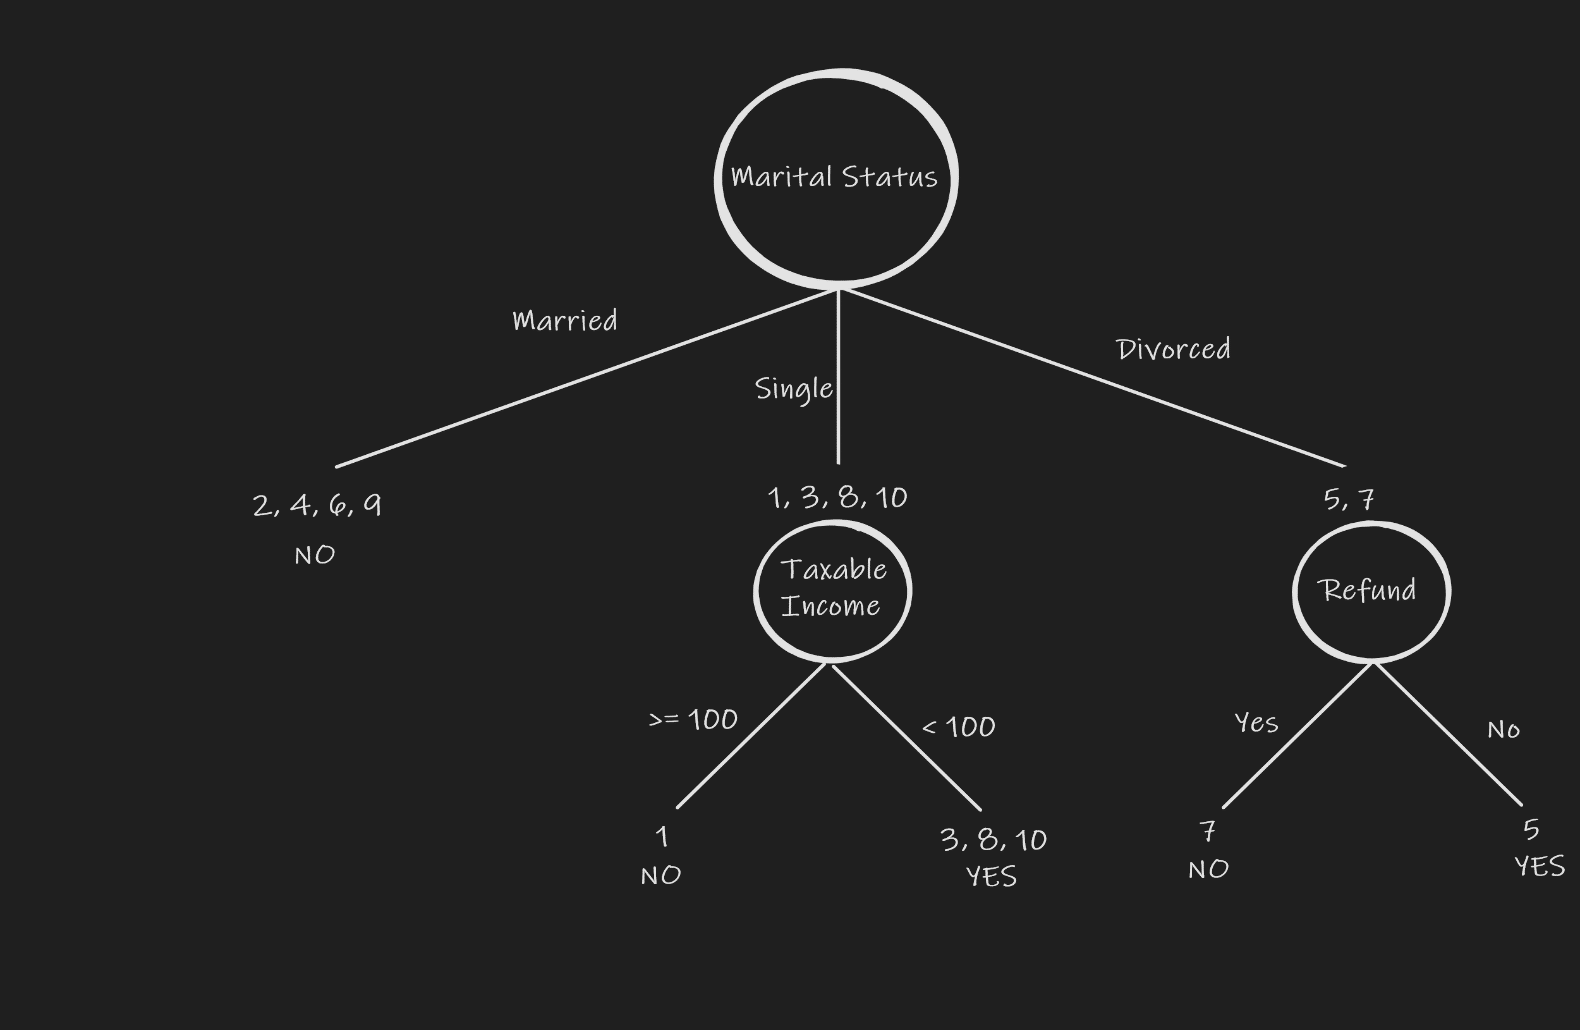 Marital Status
Married
Single
Divorced
2, 4, 6, 9
NO
1, 3, 8, 10
Taxable
Income
5, 7
Refund
>= 100
< 100
Yes
No
1
NO
3, 8, 10
YES
7
NO
5
YES